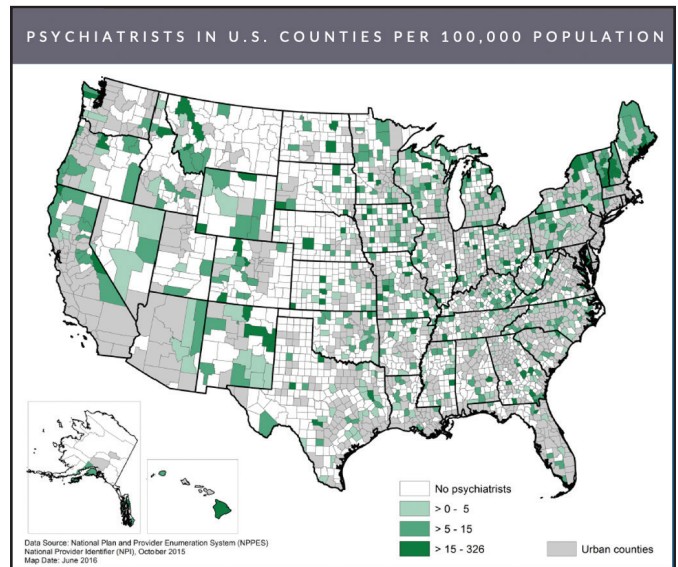 PSYCHIATRISTS IN U.S. COUNTIES PER 100,000 POPULATION
No psychiatrists
> 0 - 5
> 5 - 15
> 15 - 326
Urban counties
Data Source: National Plan and Provider Enumeration System (NPPES)
National Provider Identifier (NPI), October 2015
Map Date: June 2016